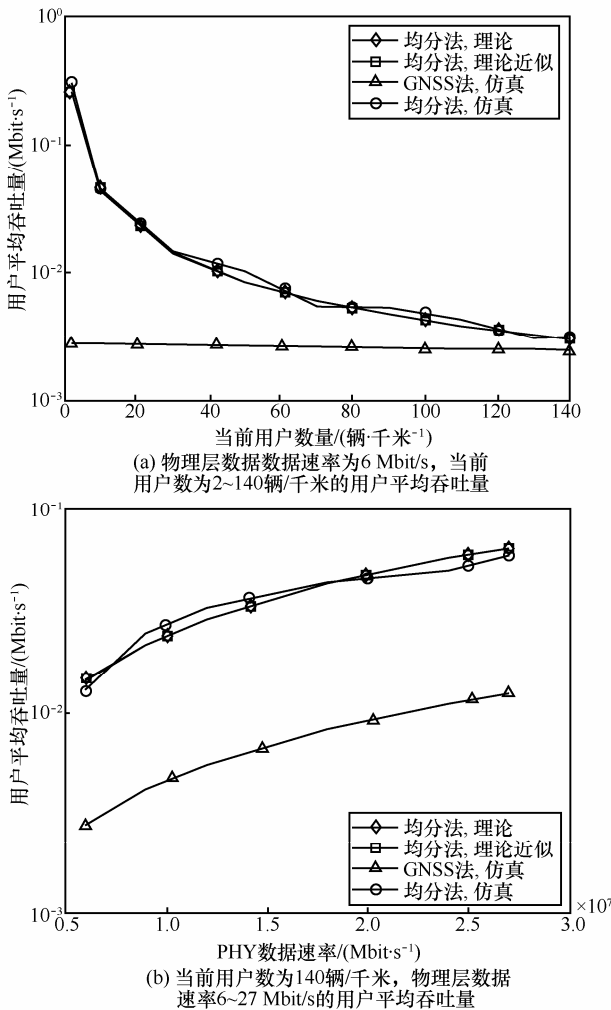 10⁰
均分法, 理论
均分法, 理论近似
GNSS法, 仿真
均分法, 仿真
10⁻¹
用户平均吞吐量/(Mbit·s⁻¹)
10⁻²
10⁻³
0 20 40 60 80 100 120 140
当前用户数量/(辆·千米⁻¹)
(a) 物理层数据数据速率为6 Mbit/s，当前
用户数为2~140辆/千米的用户平均吞吐量
10⁻¹
用户平均吞吐量/(Mbit·s⁻¹)
10⁻²
均分法, 理论
均分法, 理论近似
GNSS法, 仿真
均分法, 仿真
10⁻³
×10⁷
0.5 1.0 1.5 2.0 2.5 3.0
PHY数据速率/(Mbit·s⁻¹)
(b) 当前用户数为140辆/千米，物理层数据
速率6~27 Mbit/s的用户平均吞吐量